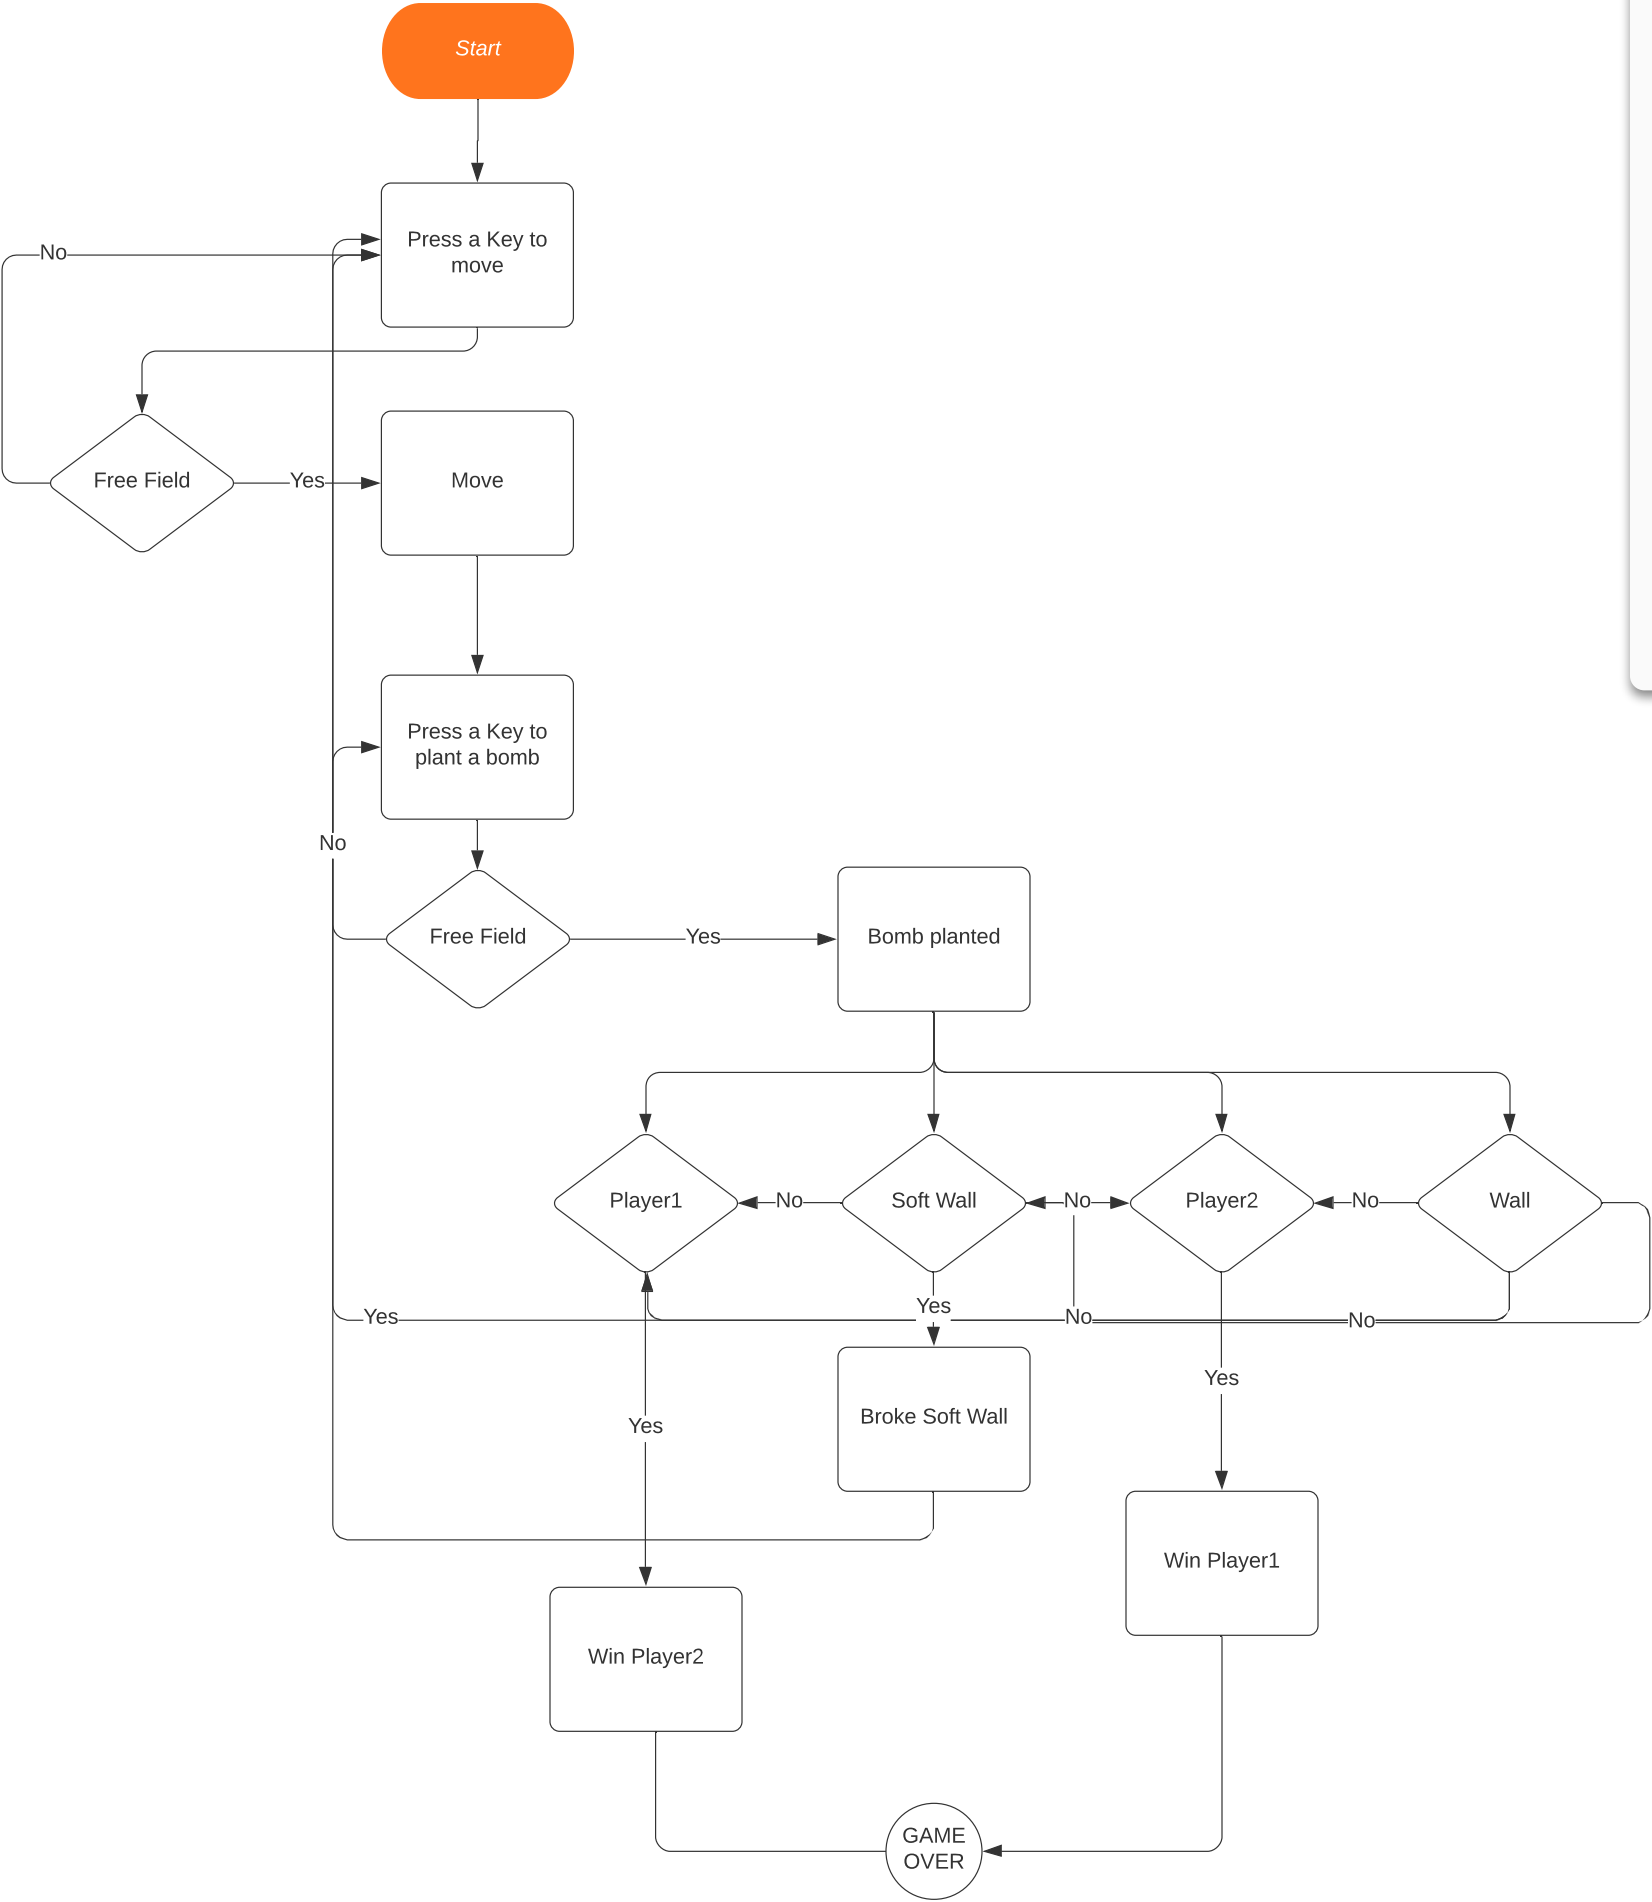 Start
Press a Key to
move
No
Free Field
Yes
Move
Press a Key to
plant a bomb
No
Free Field
Yes
Bomb planted
Player1
No
Soft Wall
No
Player2
No
Wall
Yes
Yes
No
No
Yes
Yes
Broke Soft Wall
Win Player1
Win Player2
GAME
OVER